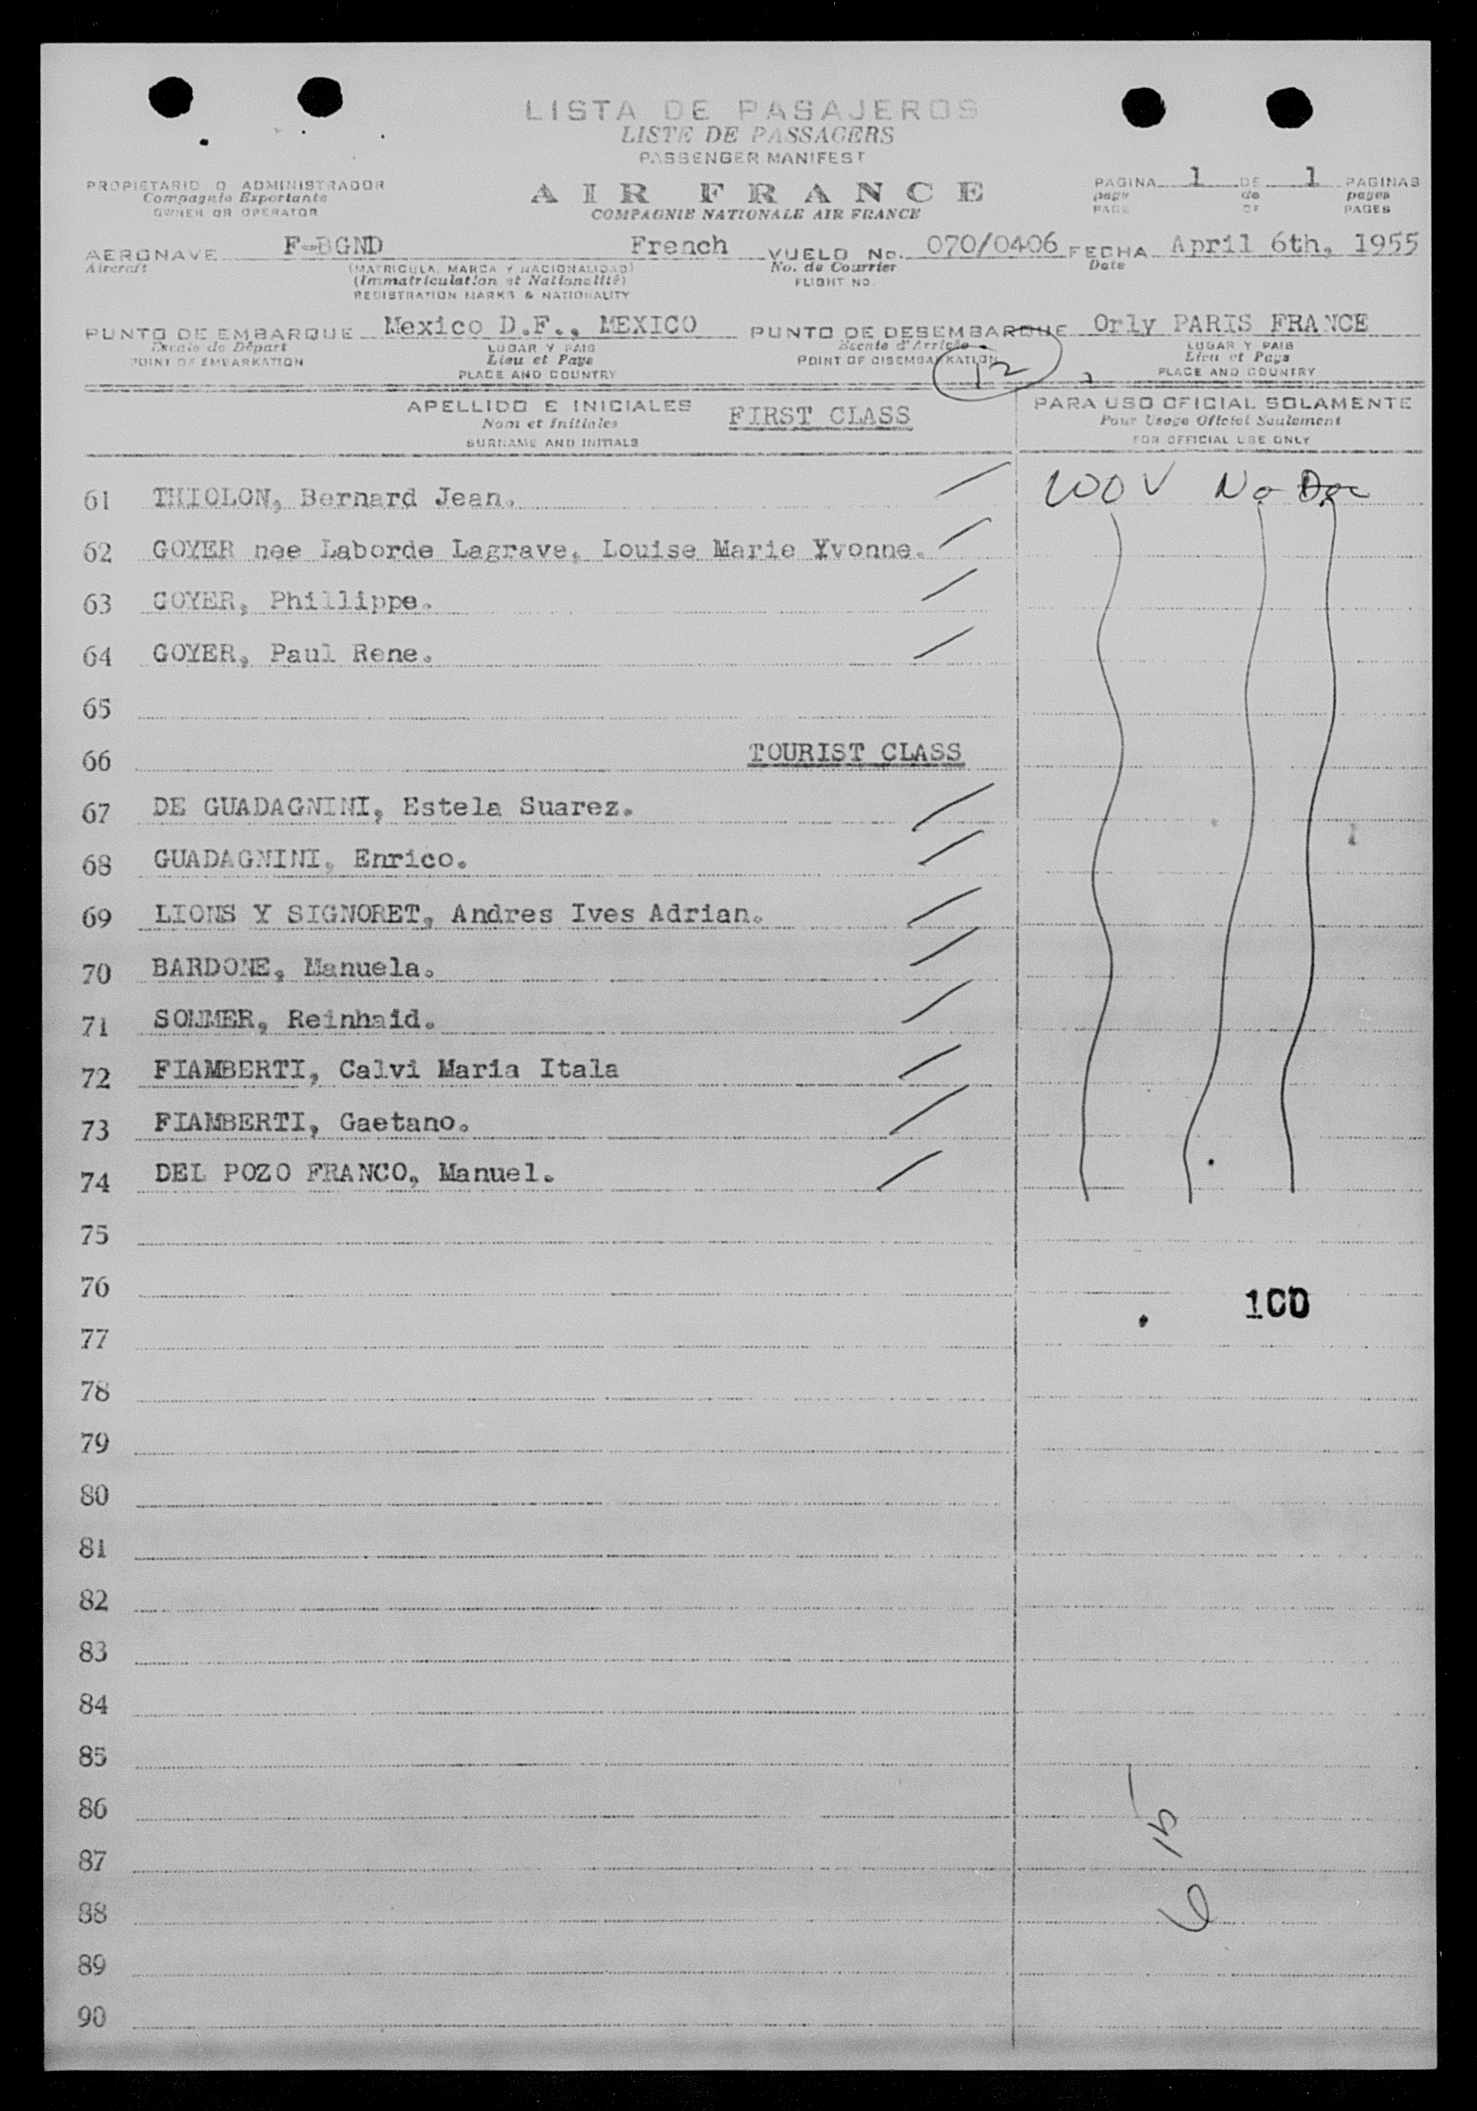 LISTA DE PASAJEROS
LISTE DE PASSAGERS
PASSENGER MANIFEST
PROPIETARIO O ADMINISTRADOR
Compagnie Exportante
OWNER OR OPERATOR
AIR FRANCE
COMPAGNIE NATIONALE AIR FRANCE
PAGINA 1 DE 1 PAGINAS
page de pages
PAGE OF PAGES
AERONAVE F-BGND French VUELO No. 070/0406 FECHA April 6th, 1955
Aircraft (MATRICULA, MARCA Y NACIONALIDAD) No. de Courrier Date
(Immatriculation et Nationalité) FLIGHT NO.
REGISTRATION MARKS & NATIONALITY
PUNTO DE EMBARQUE Mexico D.F., MEXICO PUNTO DE DESEMBARQUE Orly PARIS FRANCE
Escale de Départ LUGAR Y PAIS Escale d'Arrivée LUGAR Y PAIS
POINT OF EMBARKATION Lieu et Pays POINT OF DISEMBARKATION Lieu et Pays
PLACE AND COUNTRY 12 PLACE AND COUNTRY
APELLIDO E INICIALES FIRST CLASS PARA USO OFICIAL SOLAMENTE
Nom et Initiales Pour Usage Officiel Seulement
SURNAME AND INITIALS FOR OFFICIAL USE ONLY
61 THIOLON, Bernard Jean. WOV No Doc
62 GOYER nee Laborde Lagrave, Louise Marie Yvonne.
63 GOYER, Phillippe.
64 GOYER, Paul Rene.
65
66 TOURIST CLASS
67 DE GUADAGNINI, Estela Suarez.
68 GUADAGNINI, Enrico.
69 LIONS Y SIGNORET, Andres Ives Adrian.
70 BARDONE, Manuela.
71 SOMMER, Reinhaid.
72 FIAMBERTI, Calvi Maria Itala
73 FIAMBERTI, Gaetano.
74 DEL POZO FRANCO, Manuel.
75
76 100
77
78
79
80
81
82
83
84
85
86
87
88
89
90